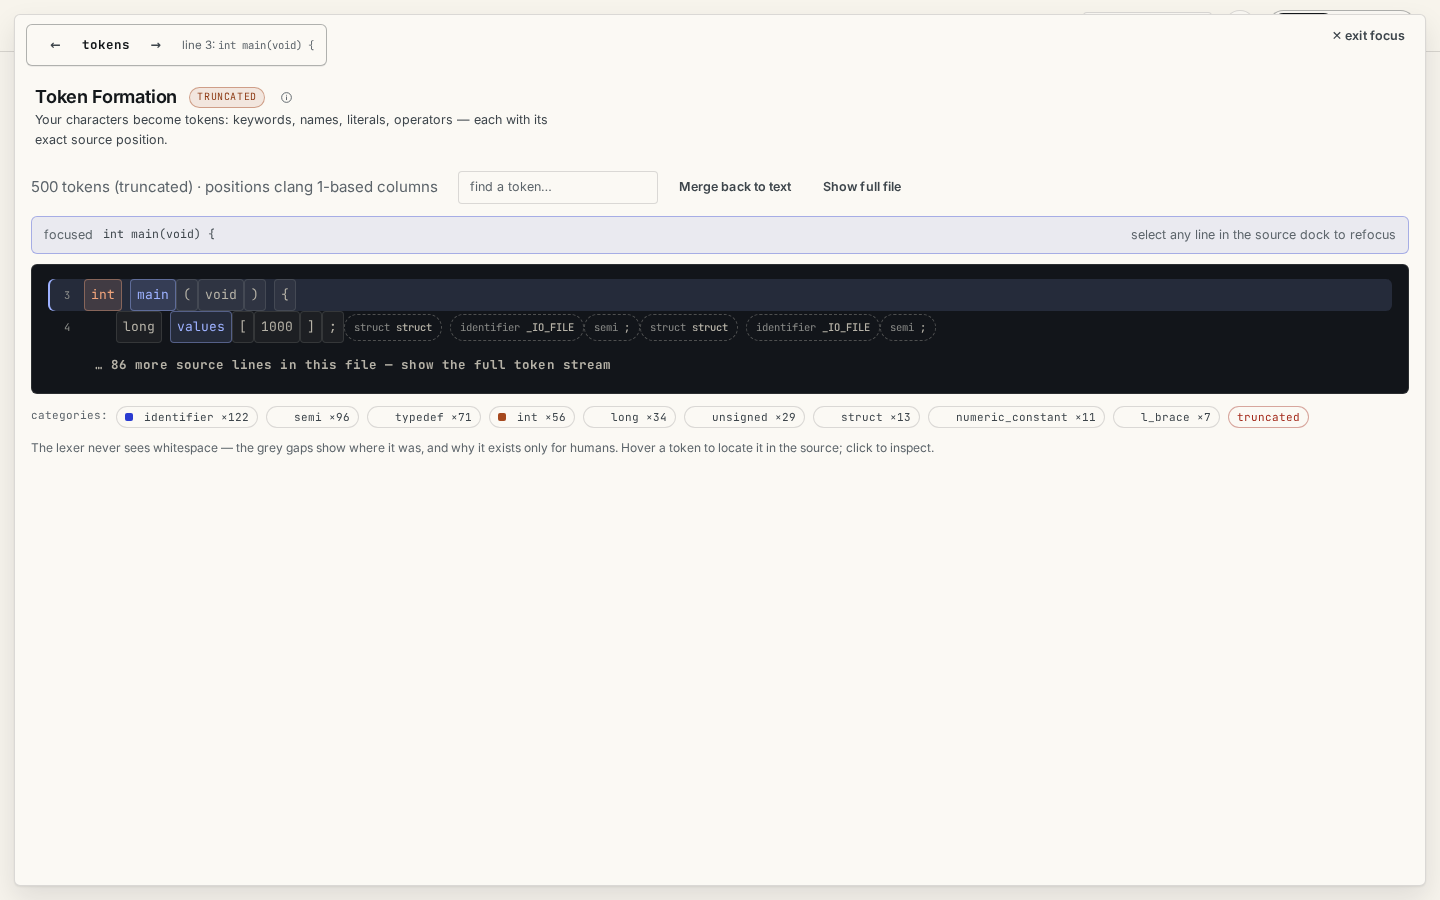 ← tokens → line 3: int main(void) {
✕ exit focus
Token Formation TRUNCATED
Your characters become tokens: keywords, names, literals, operators — each with its
exact source position.
500 tokens (truncated) · positions clang 1-based columns find a token... Merge back to text Show full file
focused int main(void) { select any line in the source dock to refocus
3 int main ( void ) {
4 long values [ 1000 ] ; struct struct identifier _IO_FILE semi ; struct struct identifier _IO_FILE semi ;
… 86 more source lines in this file — show the full token stream
categories: identifier ×122 semi ×96 typedef ×71 int ×56 long ×34 unsigned ×29 struct ×13 numeric_constant ×11 l_brace ×7 truncated
The lexer never sees whitespace — the grey gaps show where it was, and why it exists only for humans. Hover a token to locate it in the source; click to inspect.